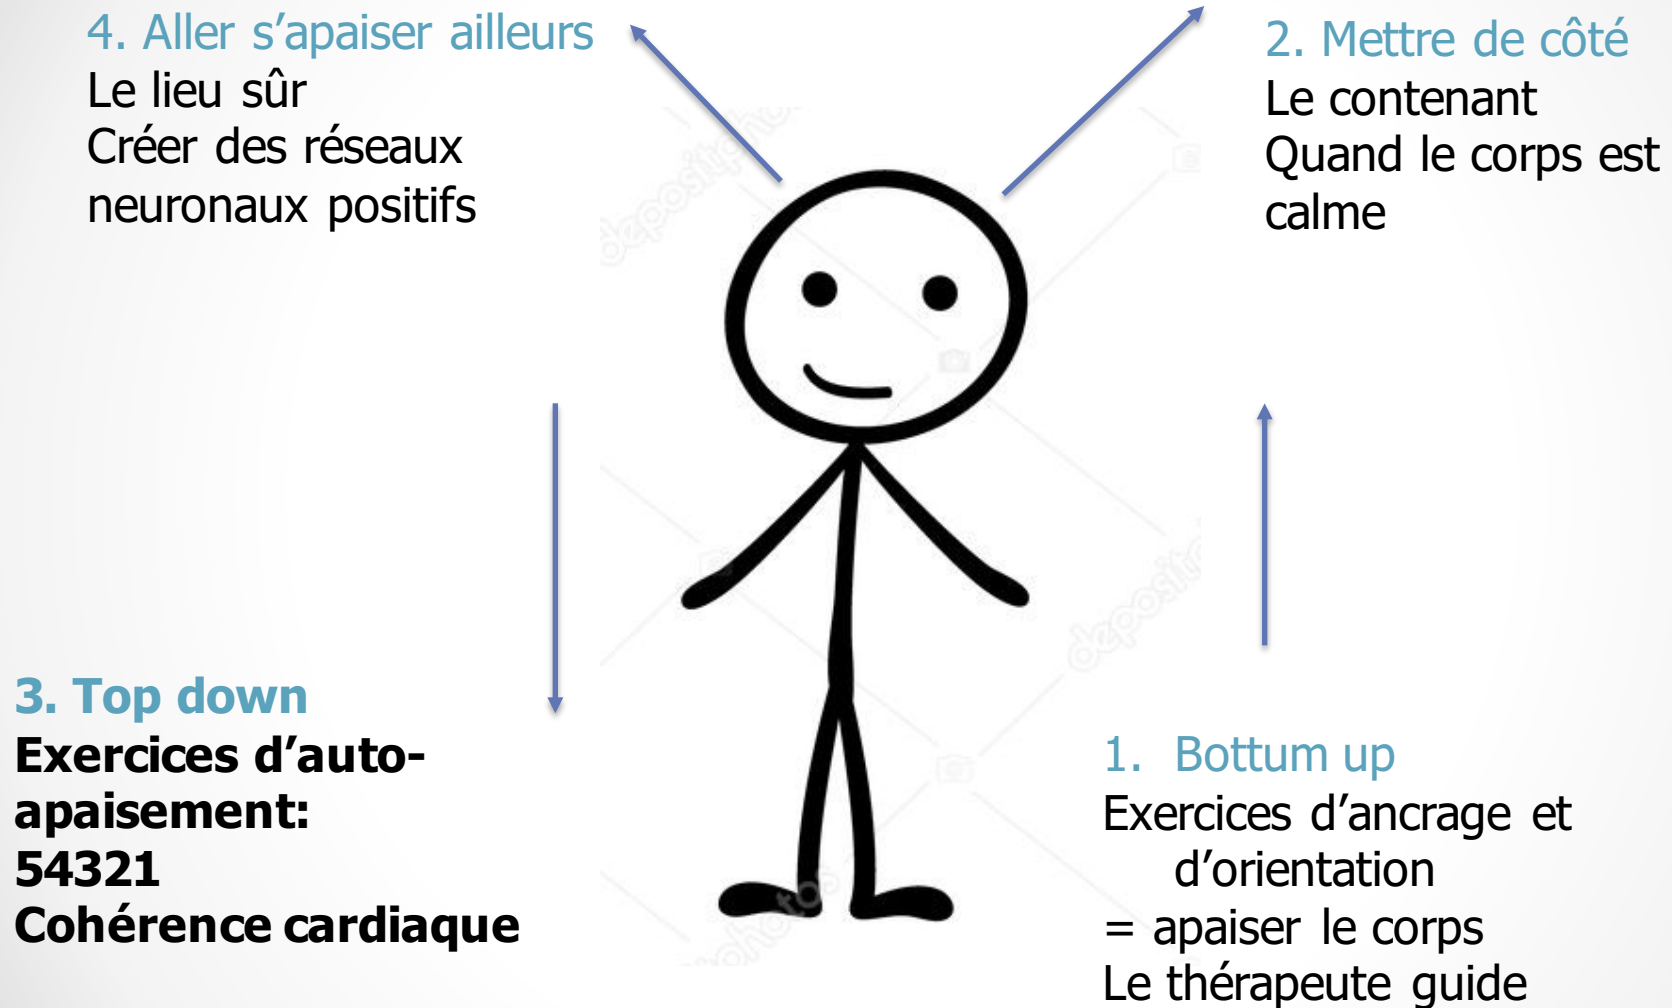 4. Aller s’apaiser ailleurs
Le lieu sûr
Créer des réseaux
neuronaux positifs
2. Mettre de côté
Le contenant
Quand le corps est
calme
3. Top down
Exercices d’auto-
apaisement:
54321
Cohérence cardiaque
1. Bottum up
Exercices d’ancrage et
d’orientation
= apaiser le corps
Le thérapeute guide